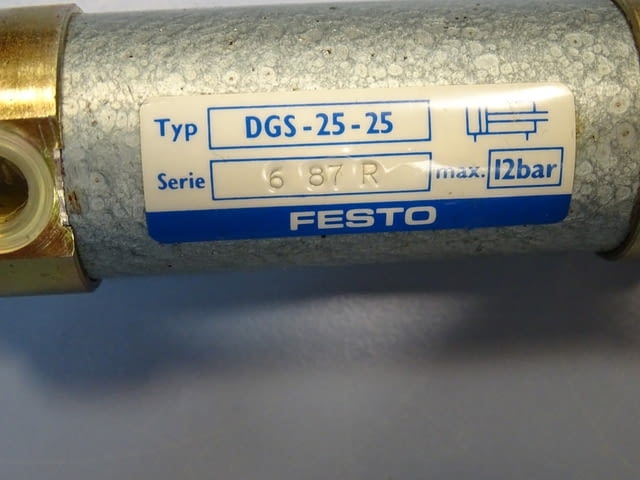 Typ DGS-25-25
Serie 6 87 R max. 12bar
FESTO